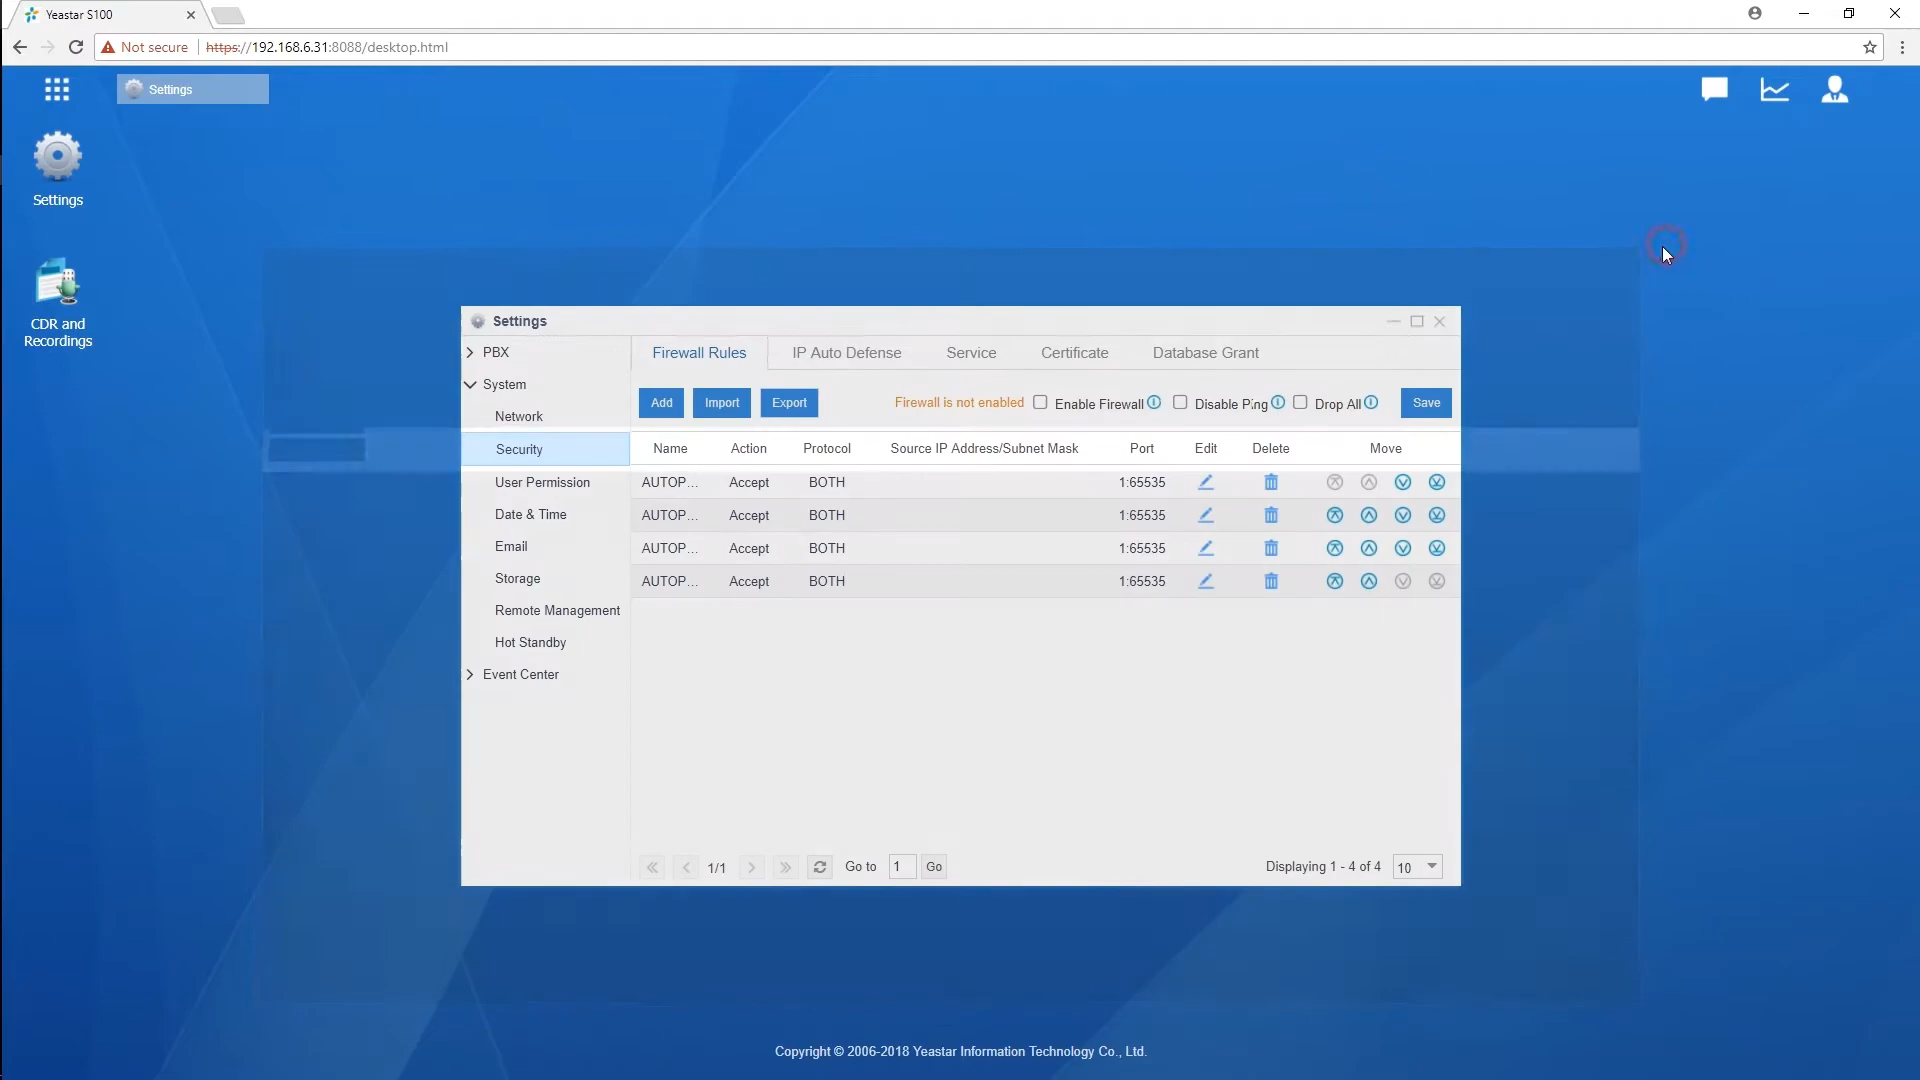 Yeastar S100
Not secure https://192.168.6.31:8088/desktop.html
Settings
Settings
CDR and
Recordings
Settings
PBX
System
Network
Security
User Permission
Date & Time
Email
Storage
Remote Management
Hot Standby
Event Center
Firewall Rules IP Auto Defense Service Certificate Database Grant
Add Import Export Firewall is not enabled Enable Firewall Disable Ping Drop All Save
Name Action Protocol Source IP Address/Subnet Mask Port Edit Delete Move
AUTOP... Accept BOTH 1:65535
AUTOP... Accept BOTH 1:65535
AUTOP... Accept BOTH 1:65535
AUTOP... Accept BOTH 1:65535
1/1 Go to 1 Go Displaying 1 - 4 of 4 10
Copyright © 2006-2018 Yeastar Information Technology Co., Ltd.